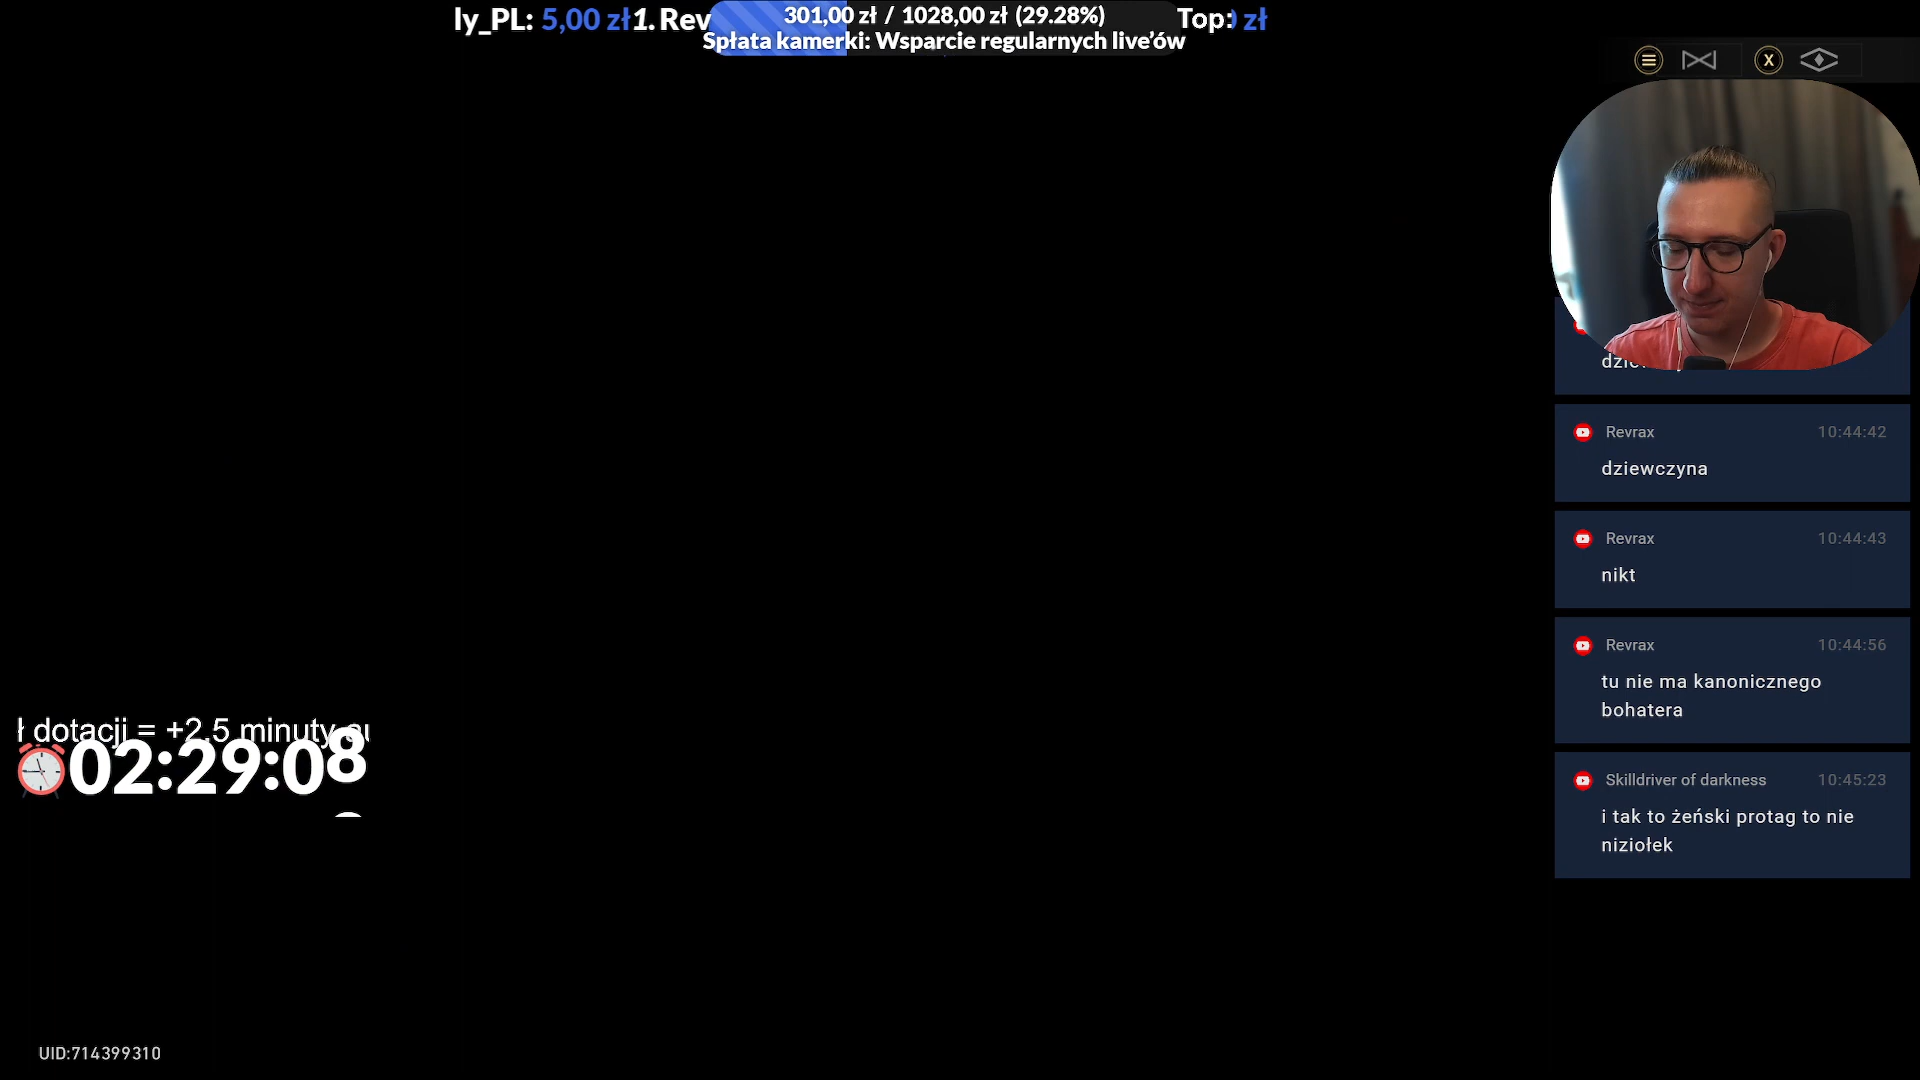 ly_PL: 5,00 zł 1. Rev
301,00 zł / 1028,00 zł (29.28%)
Top: zł
Spłata kamerki: Wsparcie regularnych live'ów
X
Revrax 10:44:42
dziewczyna
Revrax 10:44:43
nikt
Revrax 10:44:56
tu nie ma kanonicznego
bohatera
Skilldriver of darkness 10:45:23
i tak to żeński protag to nie
niziołek
ł dotacji = +2.5 minuty
02:29:08
UID:714399310